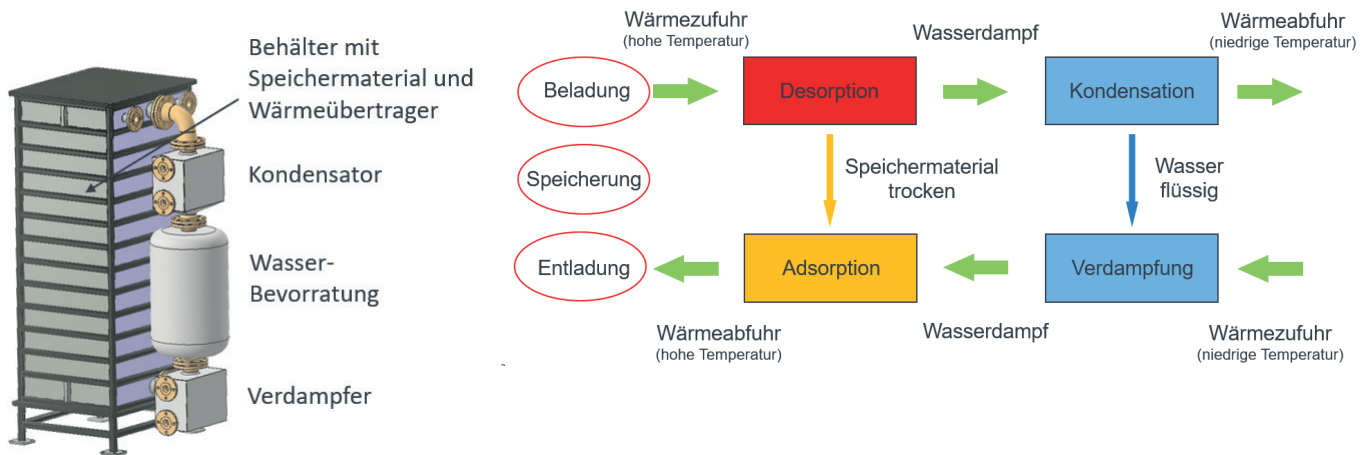 Behälter mit
Speichermaterial und
Wärmeübertrager
Kondensator
Wasser-
Bevorratung
Verdampfer
Wärmezufuhr
(hohe Temperatur)
Wasserdampf
Wärmeabfuhr
(niedrige Temperatur)
Beladung
Desorption
Kondensation
Speicherung
Speichermaterial
trocken
Wasser
flüssig
Entladung
Adsorption
Verdampfung
Wärmeabfuhr
(hohe Temperatur)
Wasserdampf
Wärmezufuhr
(niedrige Temperatur)